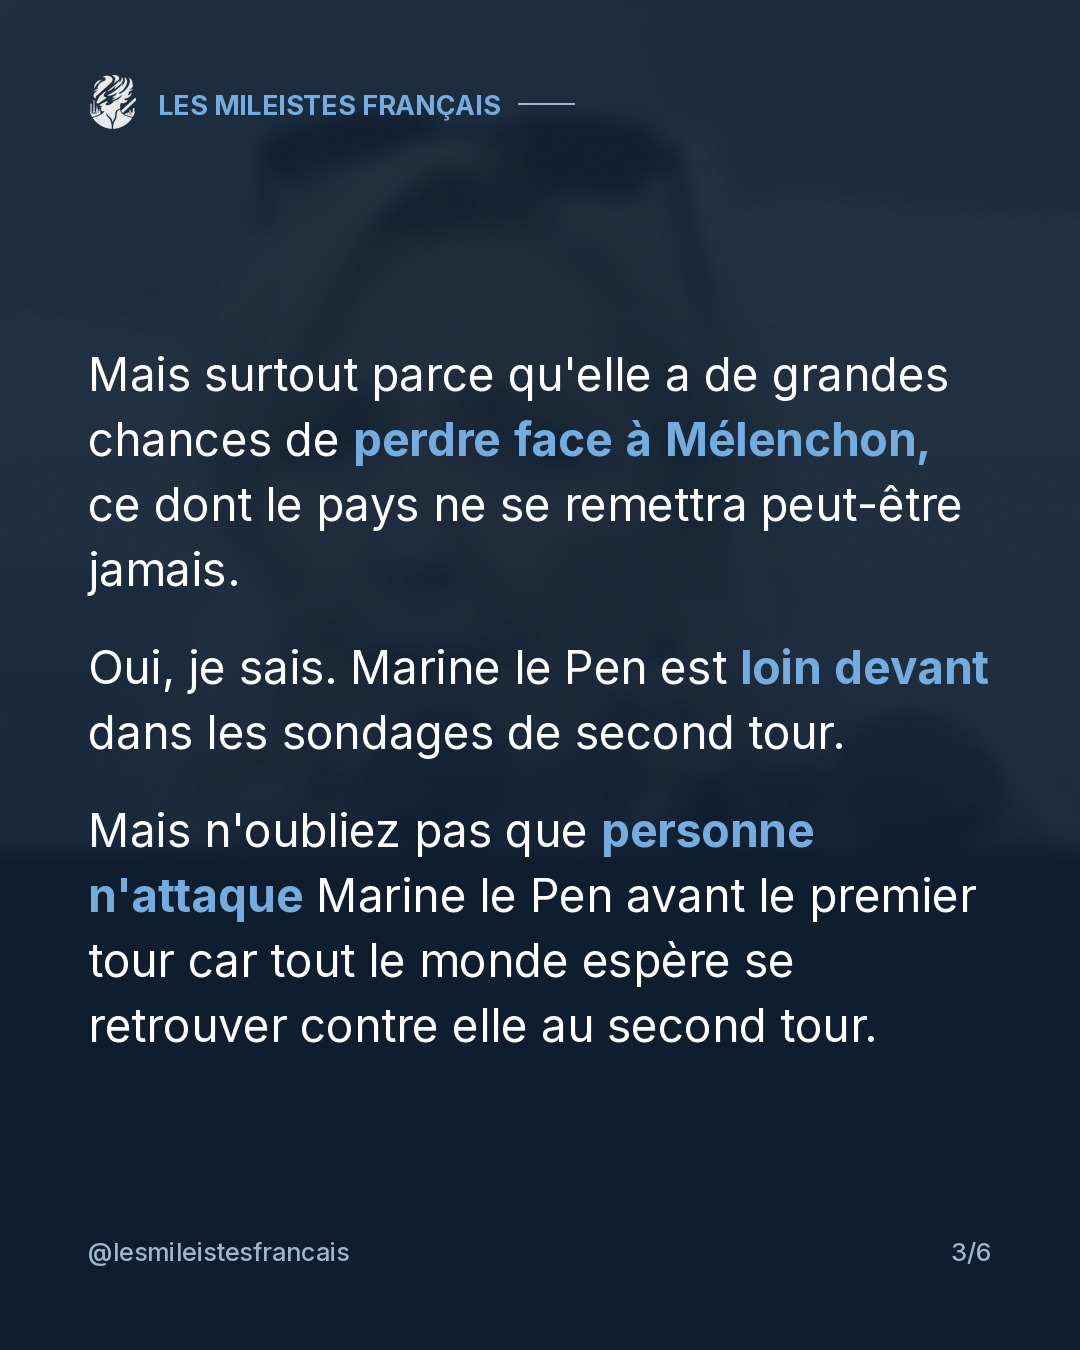 LES MILEISTES FRANÇAIS
Mais surtout parce qu'elle a de grandes
chances de perdre face à Mélenchon,
ce dont le pays ne se remettra peut-être
jamais.
Oui, je sais. Marine le Pen est loin devant
dans les sondages de second tour.
Mais n'oubliez pas que personne
n'attaque Marine le Pen avant le premier
tour car tout le monde espère se
retrouver contre elle au second tour.
@lesmileistesfrancais
3/6